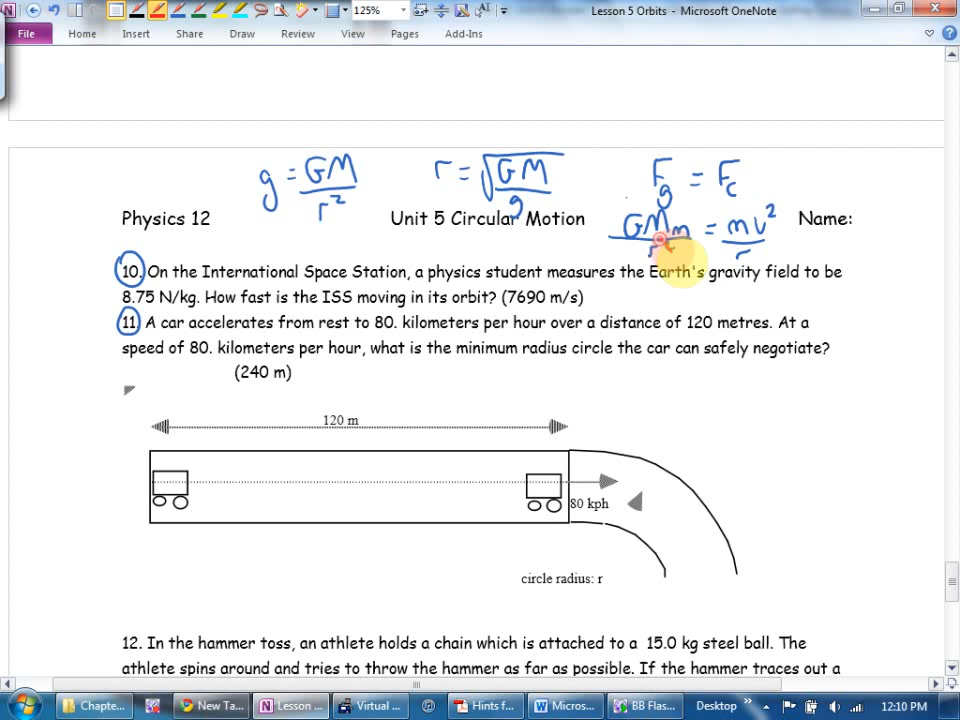 125%
Lesson 5 Orbits - Microsoft OneNote
File Home Insert Share Draw Review View Pages Add-Ins
g = GM/r² r = √(GM/g) Fg = Fc
Physics 12 Unit 5 Circular Motion GMm/r² = mv²/r Name:
10. On the International Space Station, a physics student measures the Earth's gravity field to be
8.75 N/kg. How fast is the ISS moving in its orbit? (7690 m/s)
11. A car accelerates from rest to 80. kilometers per hour over a distance of 120 metres. At a
speed of 80. kilometers per hour, what is the minimum radius circle the car can safely negotiate?
(240 m)
120 m
80 kph
circle radius: r
12. In the hammer toss, an athlete holds a chain which is attached to a 15.0 kg steel ball. The
athlete spins around and tries to throw the hammer as far as possible. If the hammer traces out a
Chapte... New Ta... Lesson ... Virtual ... Hints f... Micros... BB Flas... Desktop » 12:10 PM